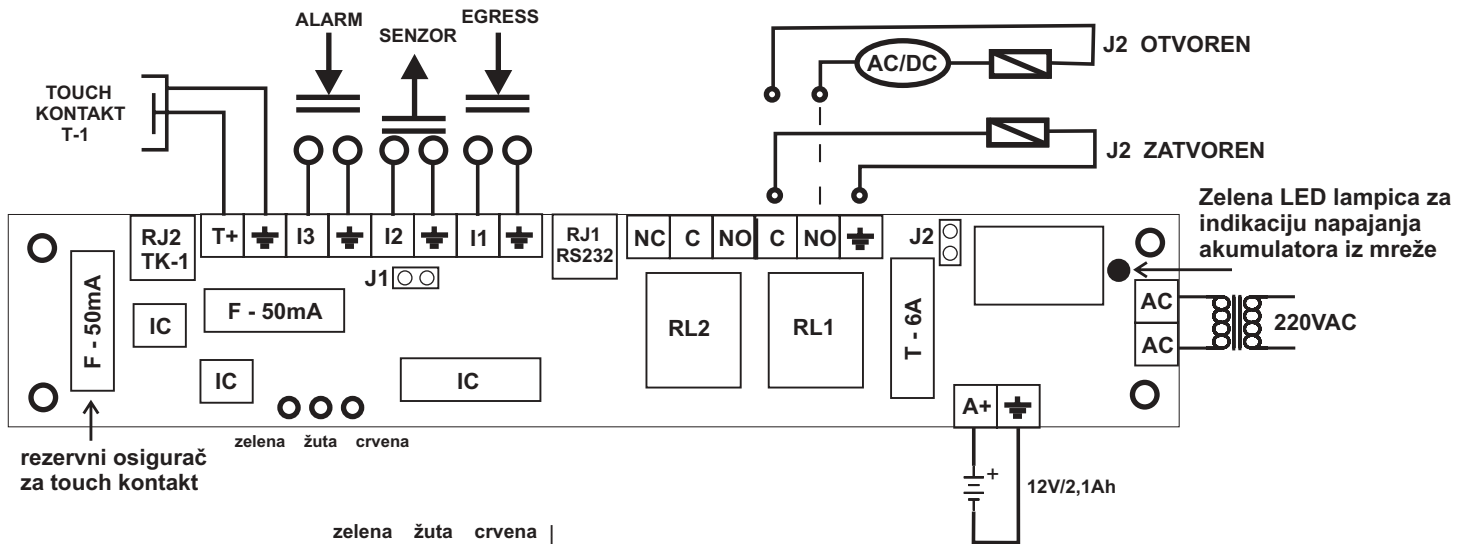 ALARM
SENZOR
EGRESS
TOUCH
KONTAKT
T-1
AC/DC
J2 OTVOREN
J2 ZATVOREN
Zelena LED lampica za
indikaciju napajanja
akumulatora iz mreže
RJ2
TK-1
T+
I3
I2
I1
RJ1
RS232
NC
C
NO
C
NO
J2
J1
F - 50mA
IC
F - 50mA
RL2
RL1
T - 6A
AC
AC
220VAC
IC
IC
A+
zelena žuta crvena
rezervni osigurač
za touch kontakt
+
12V/2,1Ah
zelena žuta crvena |